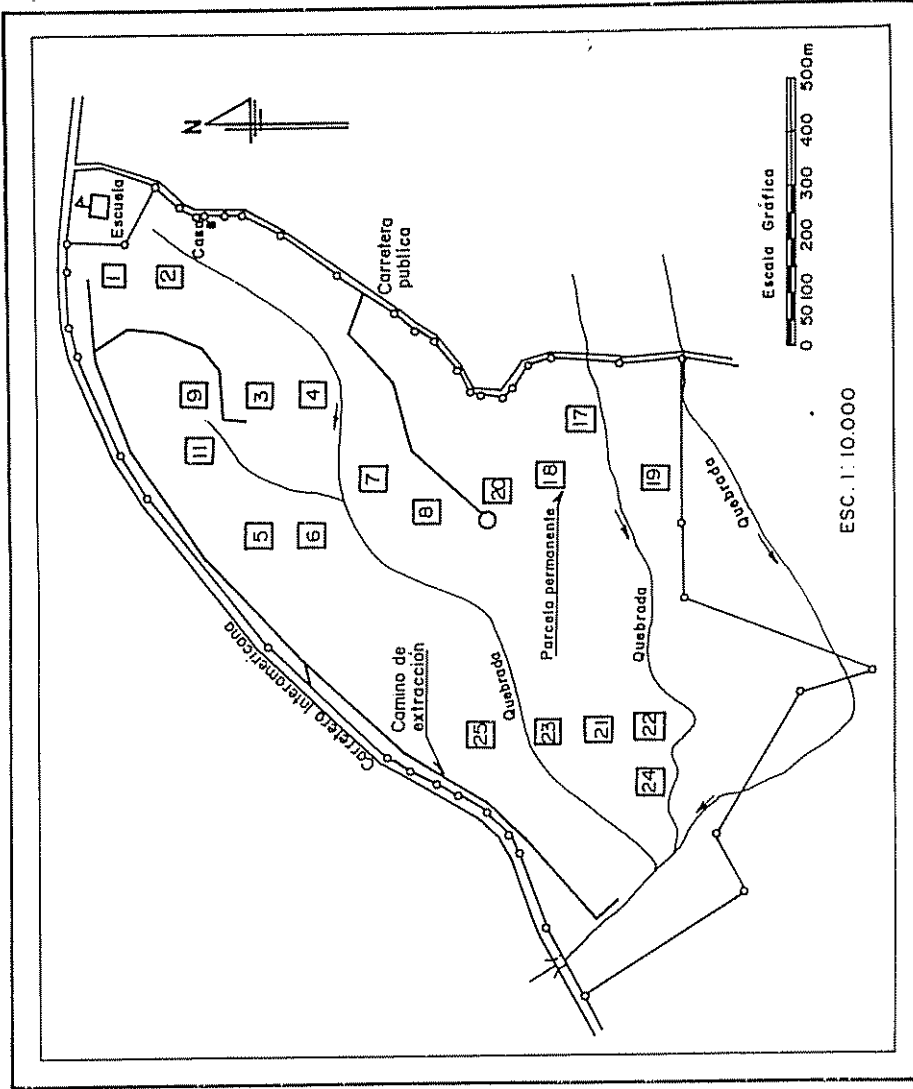 1
Escuela
2
N
9
Casa
11
5
3
Carretera Interamericana
6
4
7
Carretera
publica
Camino de
extracción
8
25
20
Quebrada
23
18
Parcela permanente
17
21
Quebrada
24
22
19
Quebrada
Escala Gráfica
0 50 100 200 300 400 500m
ESC. 1:10.000